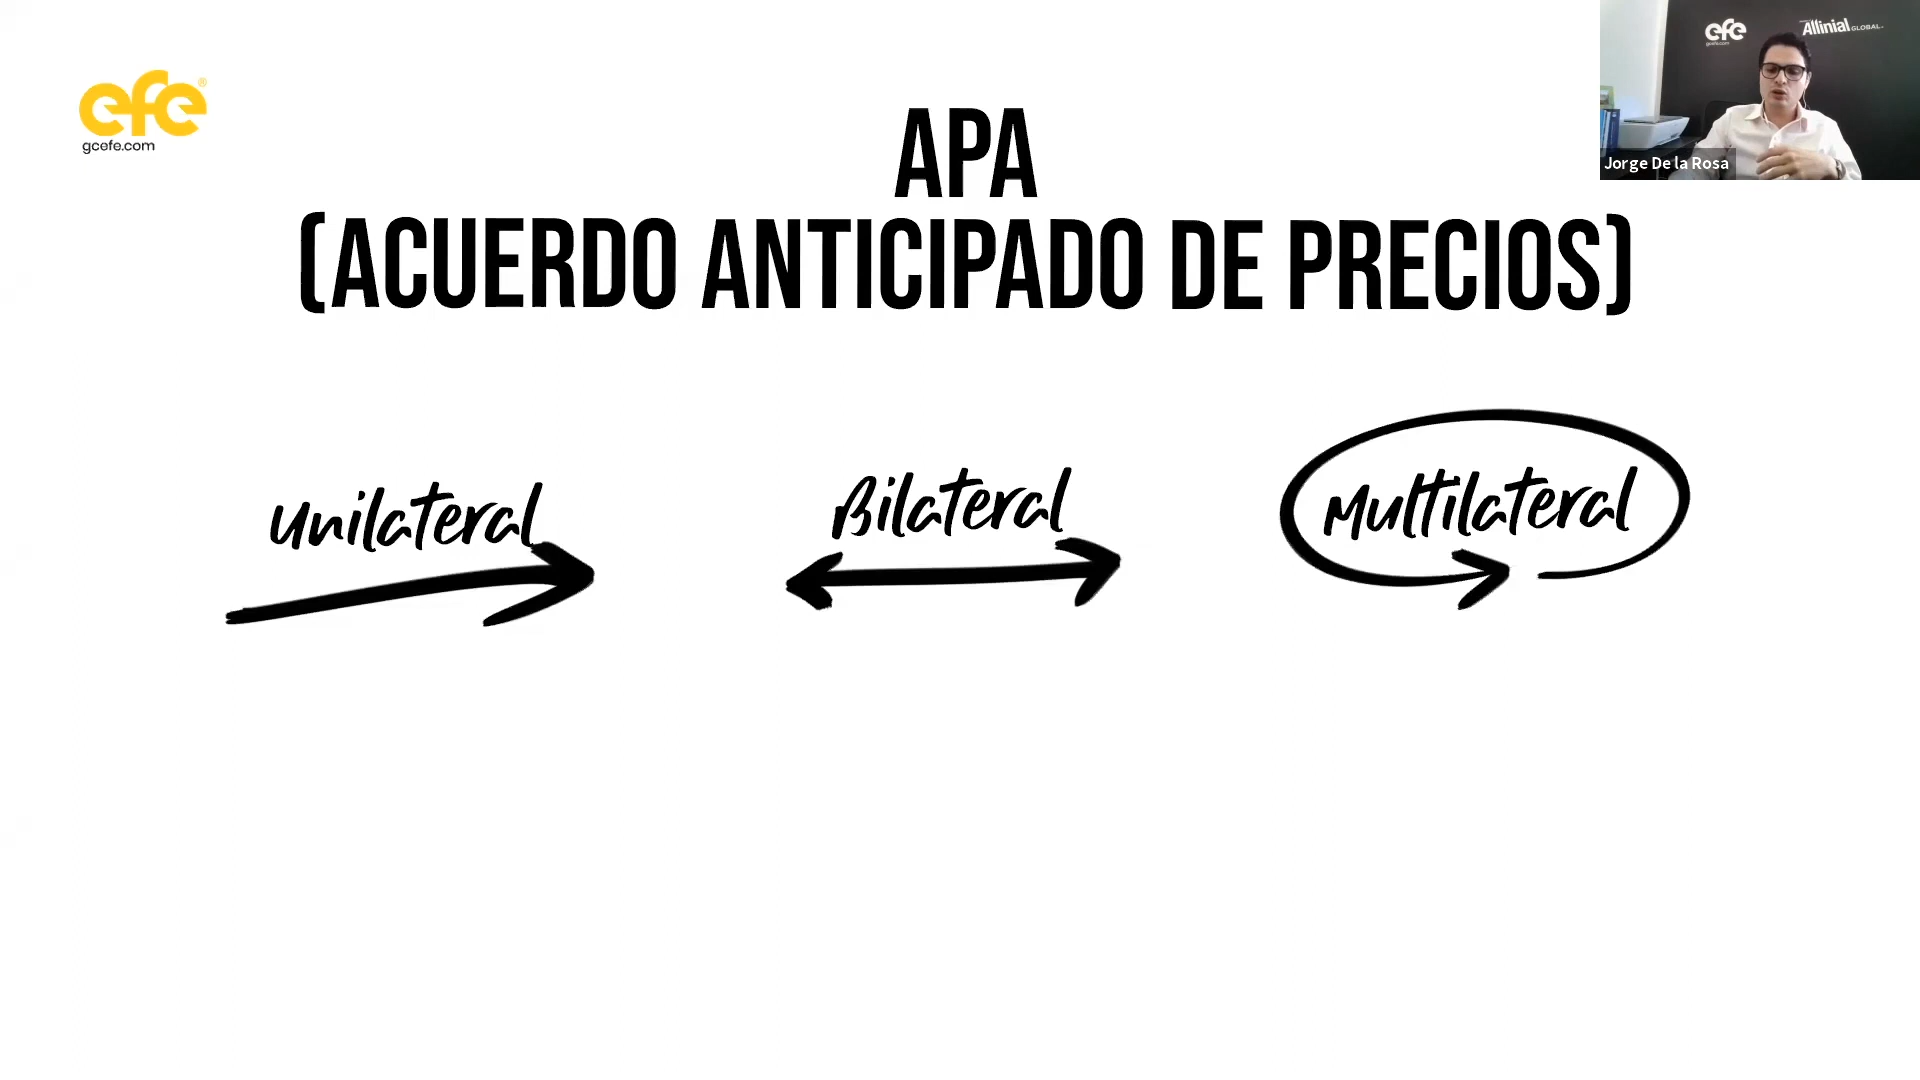 efe®
gcefe.com
APA
(ACUERDO ANTICIPADO DE PRECIOS)
Unilateral
Bilateral
Multilateral
efe
Allinial GLOBAL
Jorge De la Rosa